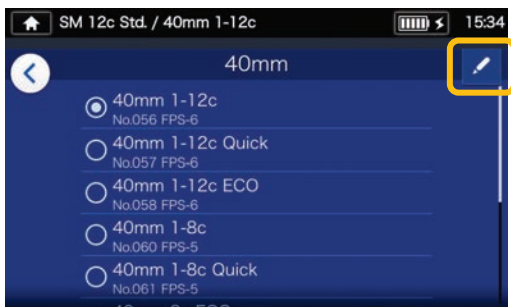 SM 12c Std. / 40mm 1-12c 15:34
40mm
40mm 1-12c
No.056 FPS-6
40mm 1-12c Quick
No.057 FPS-6
40mm 1-12c ECO
No.058 FPS-6
40mm 1-8c
No.060 FPS-5
40mm 1-8c Quick
No.061 FPS-5